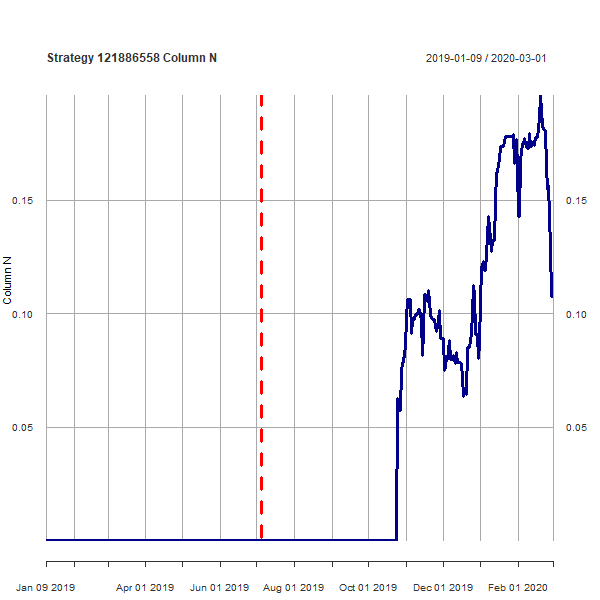 Strategy 121886558 Column N
2019-01-09 / 2020-03-01
0.15
0.15
Column N
0.10
0.10
0.05
0.05
Jan 09 2019
Apr 01 2019
Jun 01 2019
Aug 01 2019
Oct 01 2019
Dec 01 2019
Feb 01 2020